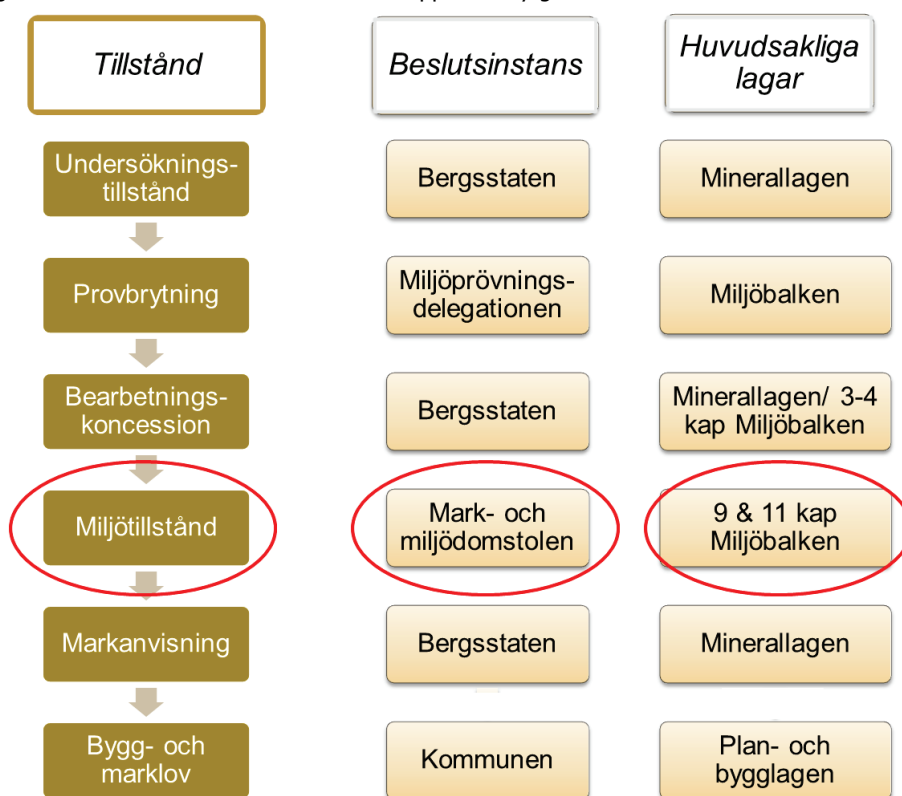 Tillstånd
Beslutsinstans
Huvudsakliga
lagar
Undersöknings-
tillstånd
Bergsstaten
Minerallagen
Provbrytning
Miljöprövnings-
delegationen
Miljöbalken
Bearbetnings-
koncession
Bergsstaten
Minerallagen/ 3-4
kap Miljöbalken
Miljötillstånd
Mark- och
miljödomstolen
9 & 11 kap
Miljöbalken
Markanvisning
Bergsstaten
Minerallagen
Bygg- och
marklov
Kommunen
Plan- och
bygglagen